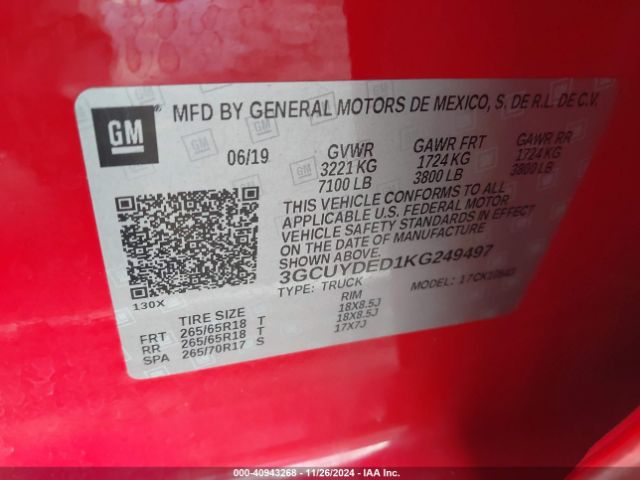 GM
MFD BY GENERAL MOTORS DE MEXICO, S. DE R.L. DE C.V.
06/19 GVWR GAWR FRT GAWR RR
3221 KG 1724 KG 1724 KG
7100 LB 3800 LB 3800 LB
THIS VEHICLE CONFORMS TO ALL
APPLICABLE U.S. FEDERAL MOTOR
VEHICLE SAFETY STANDARDS IN EFFECT
ON THE DATE OF MANUFACTURE
SHOWN ABOVE.
3GCUYDED1KG249497
TYPE: TRUCK MODEL:
130X
TIRE SIZE RIM
FRT 265/65R18 T 18X8.5J
RR 265/65R18 T 18X8.5J
SPA 265/70R17 S 17X7J
000-40943268 - 11/26/2024 - IAA Inc.